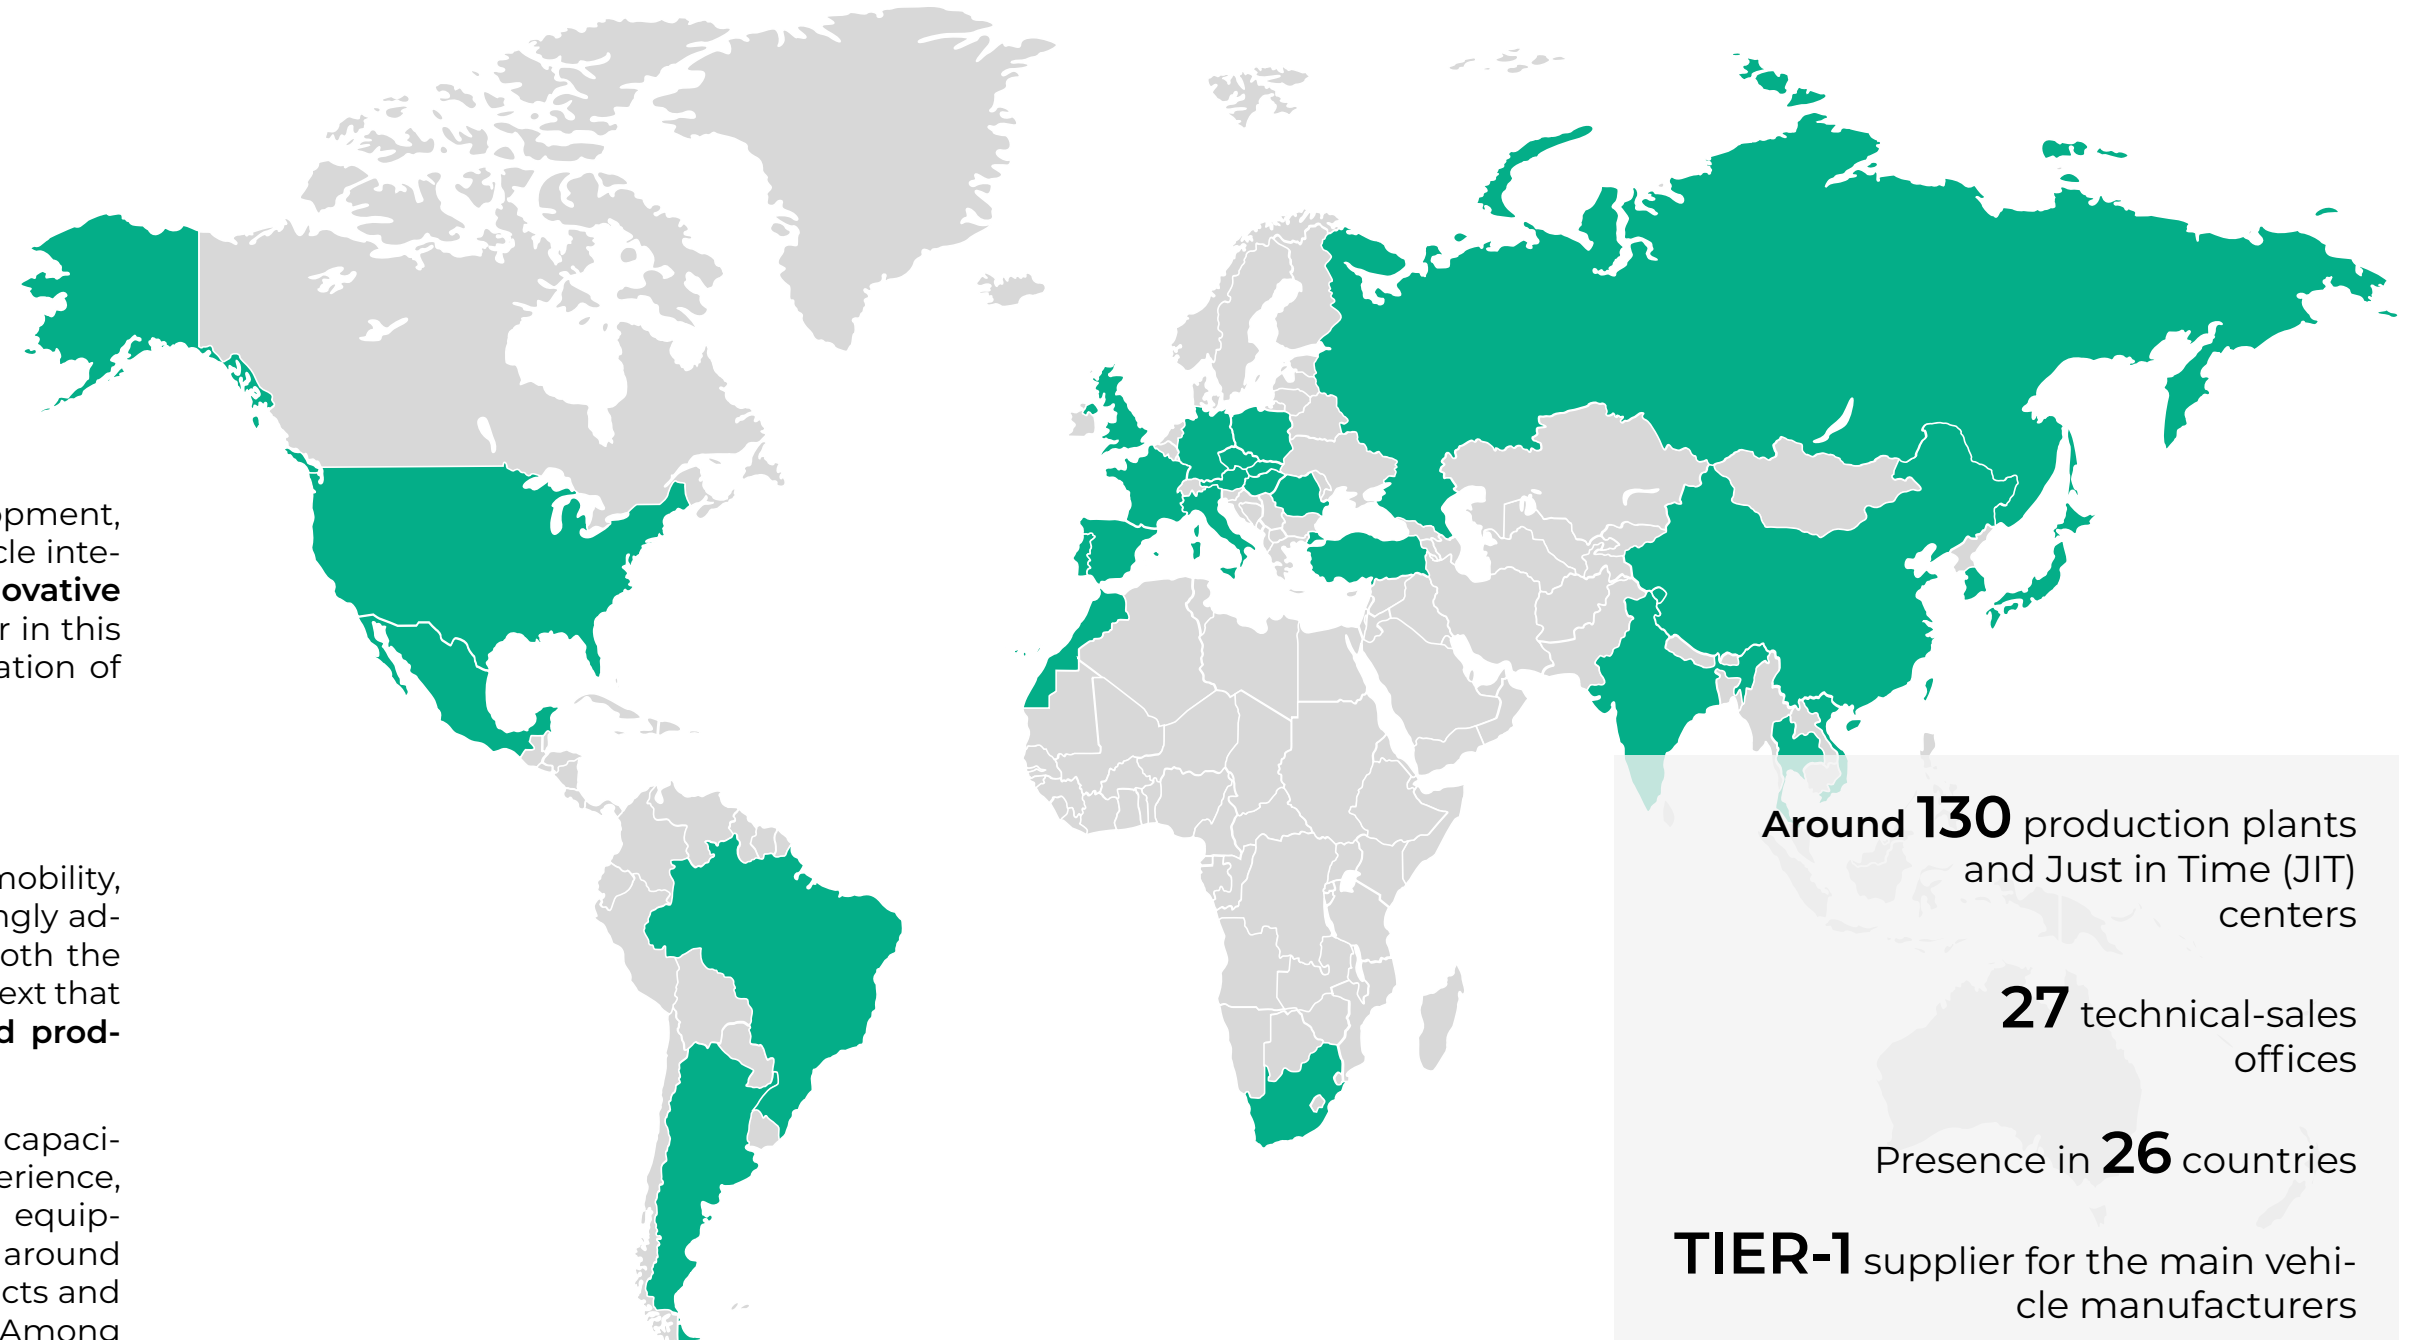 opment,
cle inte-
ovative
r in this
ation of
mobility,
ngly ad-
oth the
ext that
d prod-
capaci-
erience,
equip-
around
cts and
Among
Around 130 production plants
and Just in Time (JIT)
centers
27 technical-sales
offices
Presence in 26 countries
TIER-1 supplier for the main vehi-
cle manufacturers